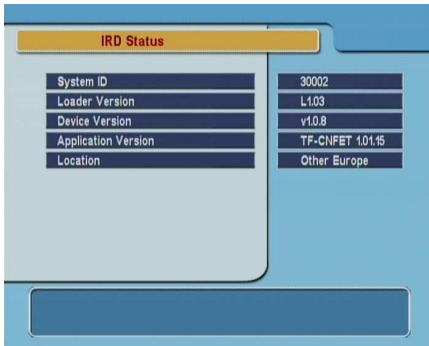 IRD Status
System ID 30002
Loader Version L1.03
Device Version v1.0.8
Application Version TF-CNFET 1.01.15
Location Other Europe